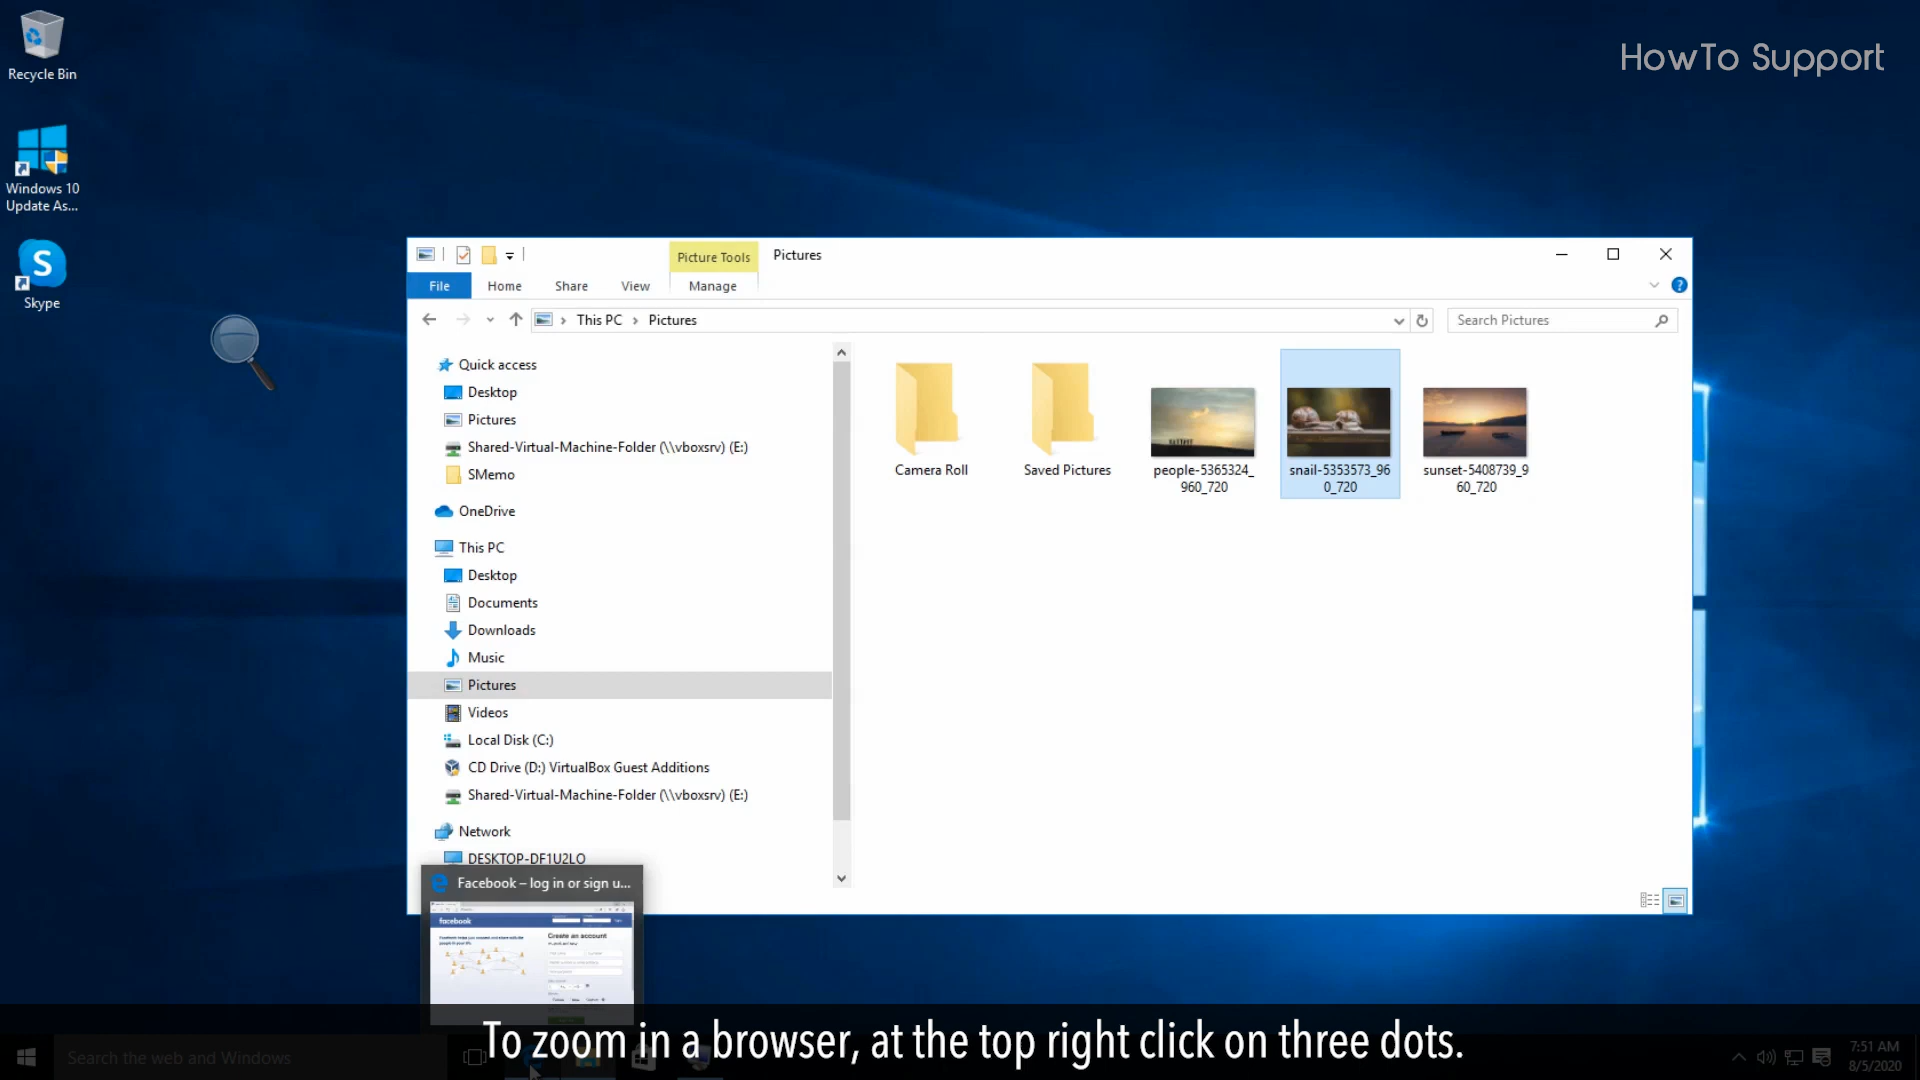 Recycle Bin
HowTo Support
Windows 10
Update As...
Skype
Picture Tools
Pictures
File
Home
Share
View
Manage
This PC
Pictures
Search Pictures
Quick access
Desktop
Pictures
Shared-Virtual-Machine-Folder (\\vboxsrv) (E:)
SMemo
OneDrive
This PC
Desktop
Documents
Downloads
Music
Pictures
Videos
Local Disk (C:)
CD Drive (D:) VirtualBox Guest Additions
Shared-Virtual-Machine-Folder (\\vboxsrv) (E:)
Network
DESKTOP-DF1U2LO
Camera Roll
Saved Pictures
people-5365324_
960_720
snail-5353573_96
0_720
sunset-5408739_9
60_720
Facebook – log in or sign u...
facebook
Create an account
To zoom in a browser, at the top right click on three dots.
Search the web and Windows
7:51 AM
8/5/2020